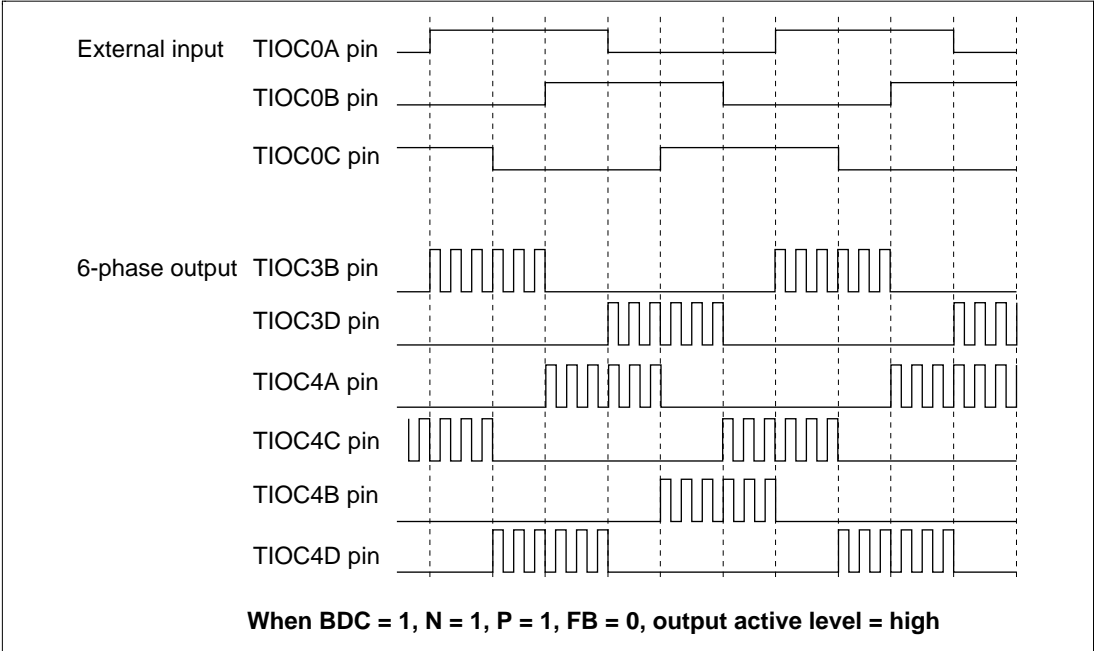 External input TIOC0A pin
TIOC0B pin
TIOC0C pin
6-phase output TIOC3B pin
TIOC3D pin
TIOC4A pin
TIOC4C pin
TIOC4B pin
TIOC4D pin
When BDC = 1, N = 1, P = 1, FB = 0, output active level = high